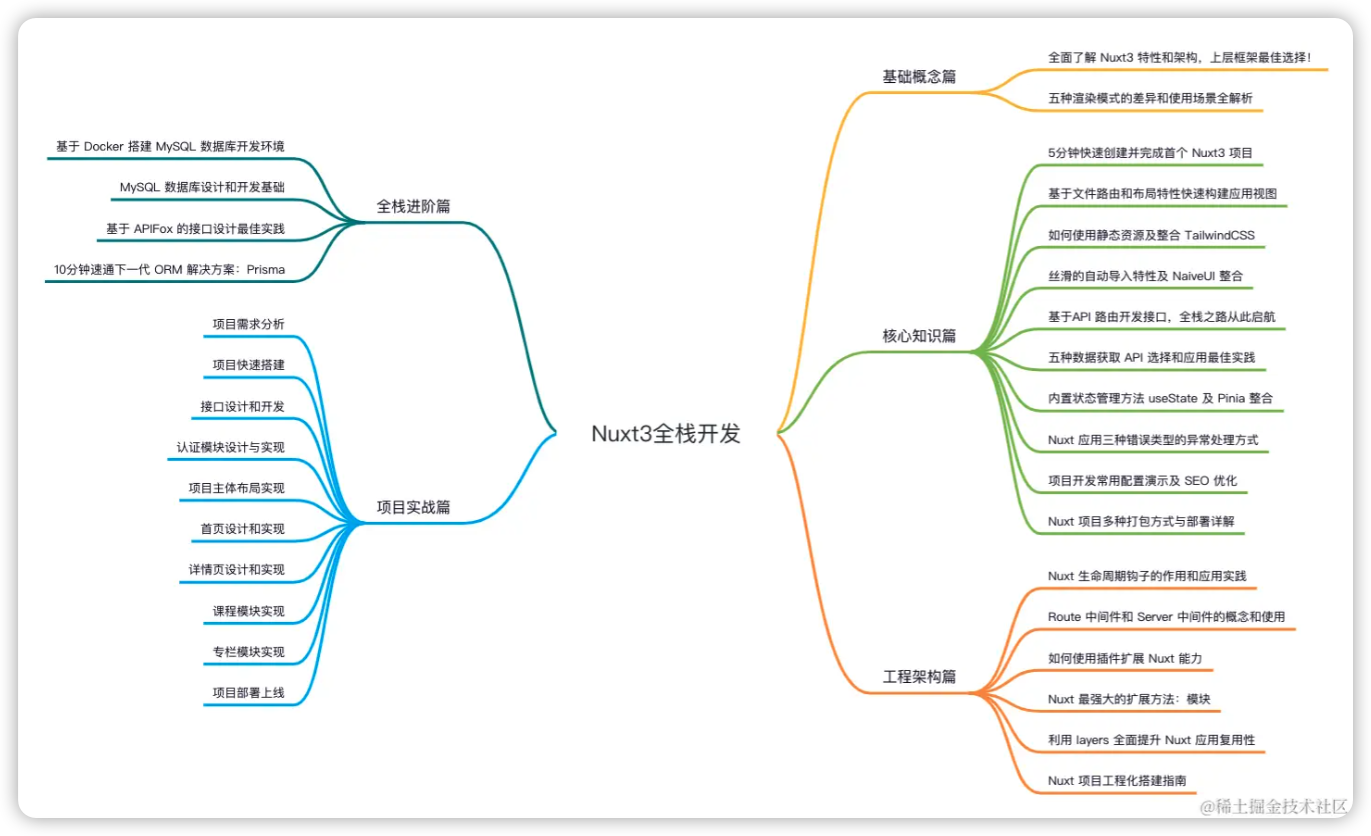 Nuxt3全栈开发
基础概念篇
全面了解 Nuxt3 特性和架构，上层框架最佳选择！
五种渲染模式的差异和使用场景全解析
核心知识篇
5分钟快速创建并完成首个 Nuxt3 项目
基于文件路由和布局特性快速构建应用视图
如何使用静态资源及整合 TailwindCSS
丝滑的自动导入特性及 NaiveUI 整合
基于API 路由开发接口，全栈之路从此启航
五种数据获取 API 选择和应用最佳实践
内置状态管理方法 useState 及 Pinia 整合
Nuxt 应用三种错误类型的异常处理方式
项目开发常用配置演示及 SEO 优化
Nuxt 项目多种打包方式与部署详解
工程架构篇
Nuxt 生命周期钩子的作用和应用实践
Route 中间件和 Server 中间件的概念和使用
如何使用插件扩展 Nuxt 能力
Nuxt 最强大的扩展方法：模块
利用 layers 全面提升 Nuxt 应用复用性
Nuxt 项目工程化搭建指南
全栈进阶篇
基于 Docker 搭建 MySQL 数据库开发环境
MySQL 数据库设计和开发基础
基于 APIFox 的接口设计最佳实践
10分钟速通下一代 ORM 解决方案：Prisma
项目实战篇
项目需求分析
项目快速搭建
接口设计和开发
认证模块设计与实现
项目主体布局实现
首页设计和实现
详情页设计和实现
课程模块实现
专栏模块实现
项目部署上线
@稀土掘金技术社区